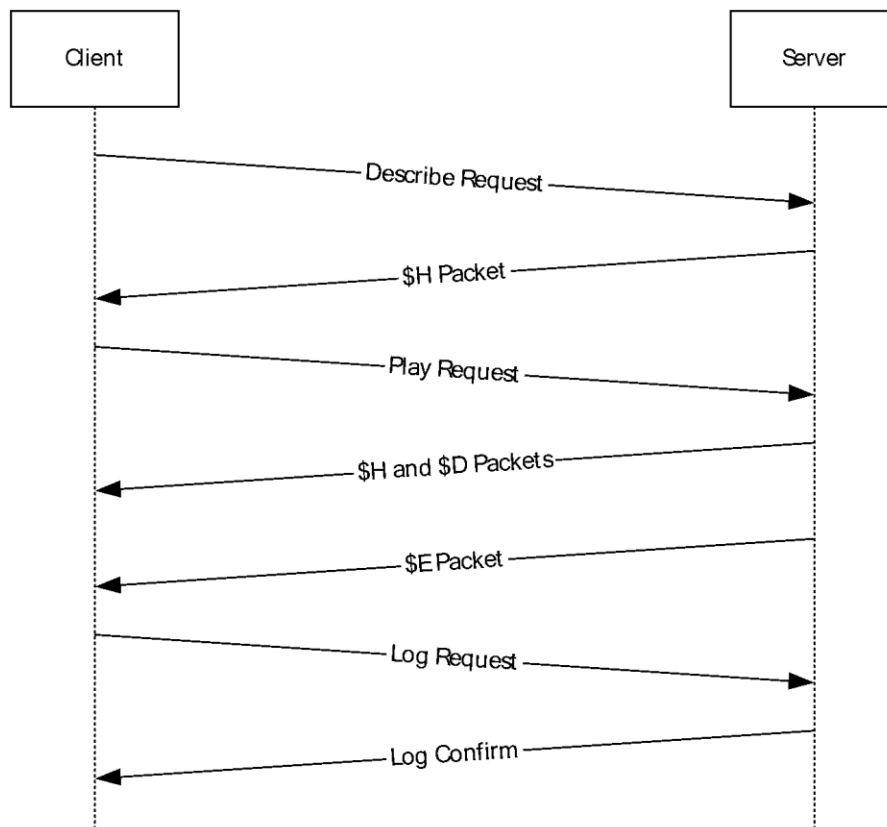 Client
Server
Describe Request
$H Packet
Play Request
$H and $D Packets
$E Packet
Log Request
Log Confirm